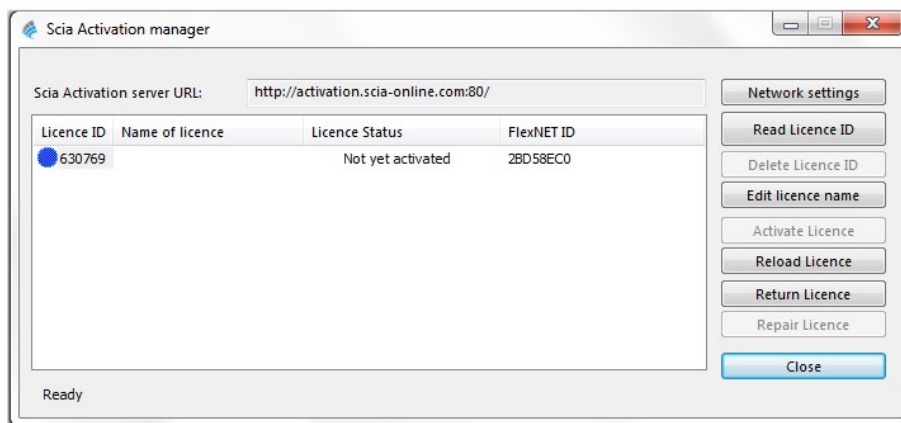 Scia Activation manager
Scia Activation server URL: http://activation.scia-online.com:80/
Licence ID Name of licence Licence Status FlexNET ID
630769 Not yet activated 2BD58EC0
Network settings
Read Licence ID
Delete Licence ID
Edit licence name
Activate Licence
Reload Licence
Return Licence
Repair Licence
Close
Ready